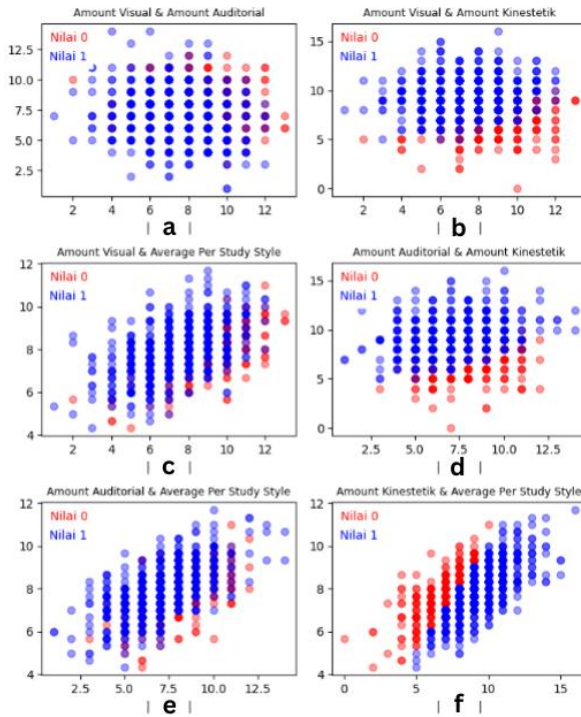 Amount Visual & Amount Auditorial
Nilai 0
Nilai 1
12.5
10.0
7.5
5.0
2.5
2 4 6 8 10 12
a
Amount Visual & Amount Kinestetik
Nilai 0
Nilai 1
15
10
5
0
2 4 6 8 10 12
b
Amount Visual & Average Per Study Style
Nilai 0
Nilai 1
12
10
8
6
4
2 4 6 8 10 12
c
Amount Auditorial & Amount Kinestetik
Nilai 0
Nilai 1
15
10
5
0
2.5 5.0 7.5 10.0 12.5
d
Amount Auditorial & Average Per Study Style
Nilai 0
Nilai 1
12
10
8
6
4
2.5 5.0 7.5 10.0 12.5
e
Amount Kinestetik & Average Per Study Style
Nilai 0
Nilai 1
12
10
8
6
4
0 5 10 15
f